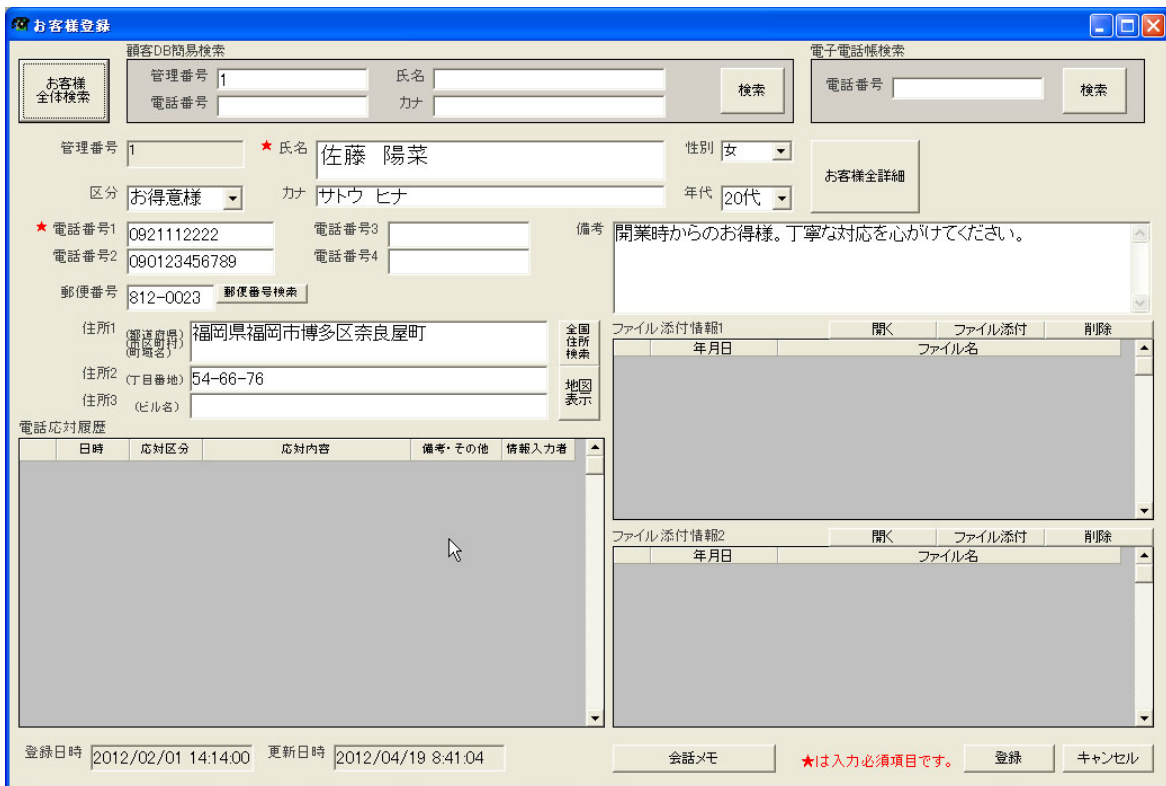 お客様登録
顧客DB簡易検索
電子電話帳検索
お客様
全体検索
管理番号 1 氏名
電話番号 カナ
検索
電話番号 検索
管理番号 1 ★ 氏名 佐藤 陽菜 性別 女
お客様全詳細
区分 お得意様 カナ サトウ ヒナ 年代 20代
★ 電話番号1 0921112222 電話番号3
電話番号2 090123456789 電話番号4
備考 開業時からのお得様。丁寧な対応を心がけてください。
郵便番号 812-0023 郵便番号検索
住所1 (都道府県) (市区町村) (町域名) 福岡県福岡市博多区奈良屋町
全国
住所
検索
住所2 (丁目番地) 54-66-76
地図
表示
住所3 (ビル名)
ファイル添付情報1 開く ファイル添付 削除
年月日 ファイル名
電話応対履歴
日時 応対区分 応対内容 備考・その他 情報入力者
ファイル添付情報2 開く ファイル添付 削除
年月日 ファイル名
登録日時 2012/02/01 14:14:00 更新日時 2012/04/19 8:41:04
会話メモ ★は入力必須項目です。 登録 キャンセル